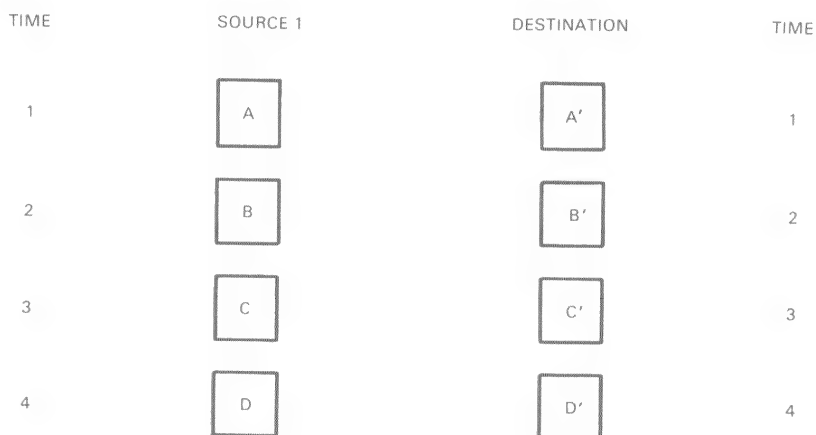 TIME SOURCE 1 DESTINATION TIME
1 A A′ 1
2 B B′ 2
3 C C′ 3
4 D D′ 4